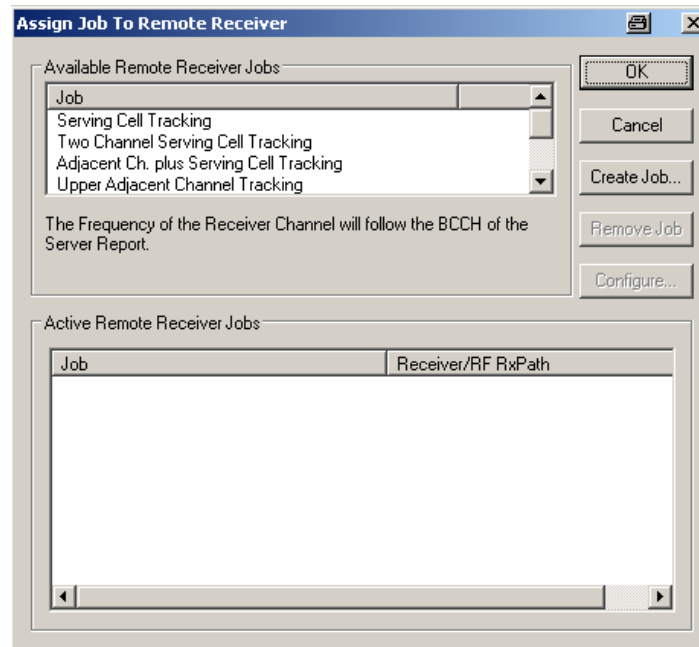 Assign Job To Remote Receiver
Available Remote Receiver Jobs
Job
Serving Cell Tracking
Two Channel Serving Cell Tracking
Adjacent Ch. plus Serving Cell Tracking
Upper Adjacent Channel Tracking
The Frequency of the Receiver Channel will follow the BCCH of the
Server Report.
OK
Cancel
Create Job...
Remove Job
Configure...
Active Remote Receiver Jobs
Job Receiver/RF RxPath